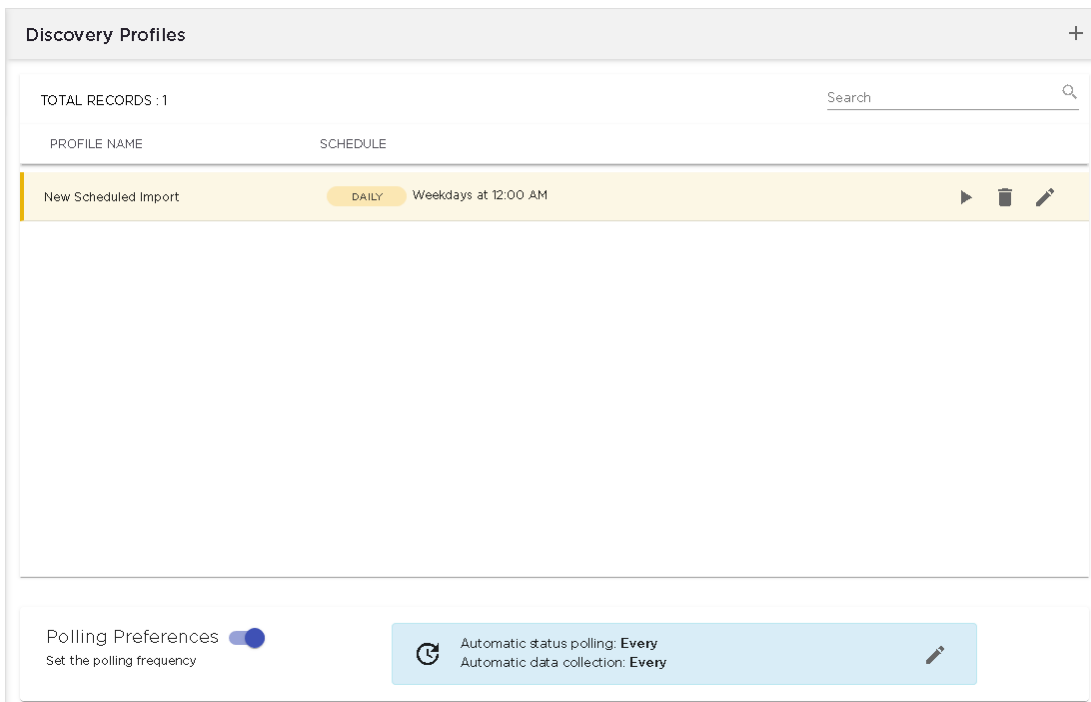 Discovery Profiles
TOTAL RECORDS : 1
Search
PROFILE NAME SCHEDULE
New Scheduled Import DAILY Weekdays at 12:00 AM
Polling Preferences
Set the polling frequency
Automatic status polling: Every
Automatic data collection: Every